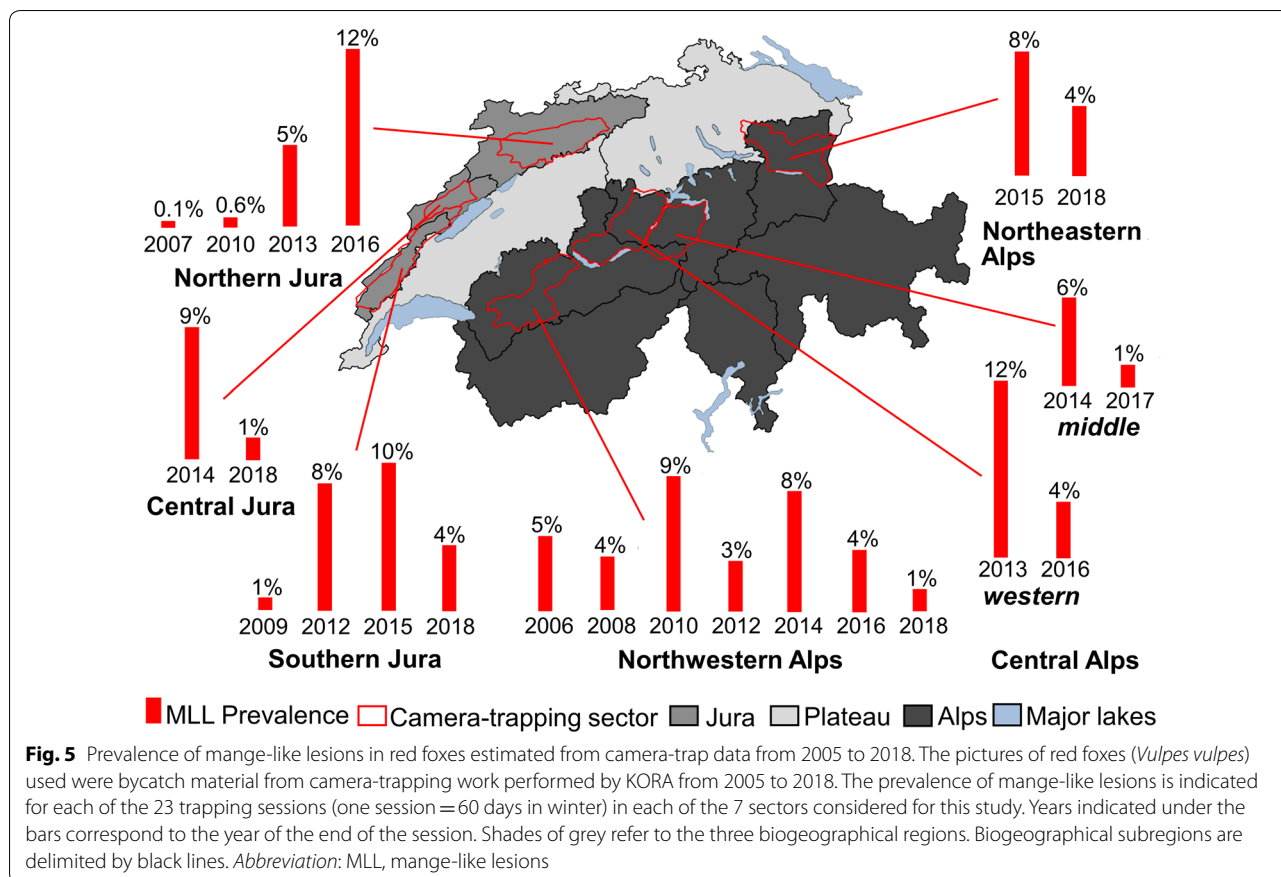 12%
5%
0.6%
0.1%
2007 2010 2013 2016
Northern Jura
8%
4%
2015 2018
Northeastern
Alps
9%
1%
2014 2018
Central Jura
6%
1%
2014 2017
middle
12%
4%
2013 2016
western
Central Alps
1%
8%
10%
4%
2009 2012 2015 2018
Southern Jura
5%
4%
9%
3%
8%
4%
1%
2006 2008 2010 2012 2014 2016 2018
Northwestern Alps
MLL Prevalence Camera-trapping sector Jura Plateau Alps Major lakes
Fig. 5 Prevalence of mange-like lesions in red foxes estimated from camera-trap data from 2005 to 2018. The pictures of red foxes (Vulpes vulpes)
used were bycatch material from camera-trapping work performed by KORA from 2005 to 2018. The prevalence of mange-like lesions is indicated
for each of the 23 trapping sessions (one session = 60 days in winter) in each of the 7 sectors considered for this study. Years indicated under the
bars correspond to the year of the end of the session. Shades of grey refer to the three biogeographical regions. Biogeographical subregions are
delimited by black lines. Abbreviation: MLL, mange-like lesions